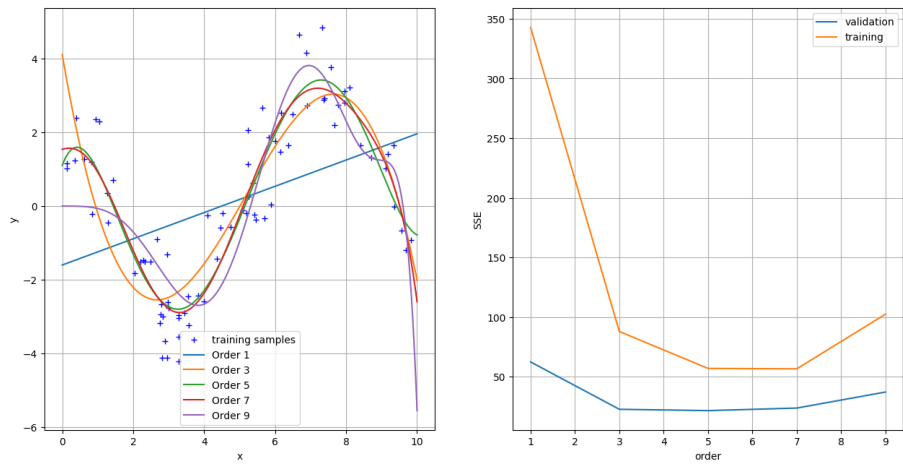 4
2
0
−2
−4
−6
y
0
2
4
6
8
10
x
training samples
Order 1
Order 3
Order 5
Order 7
Order 9
350
300
250
200
150
100
50
SSE
1
2
3
4
5
6
7
8
9
order
validation
training